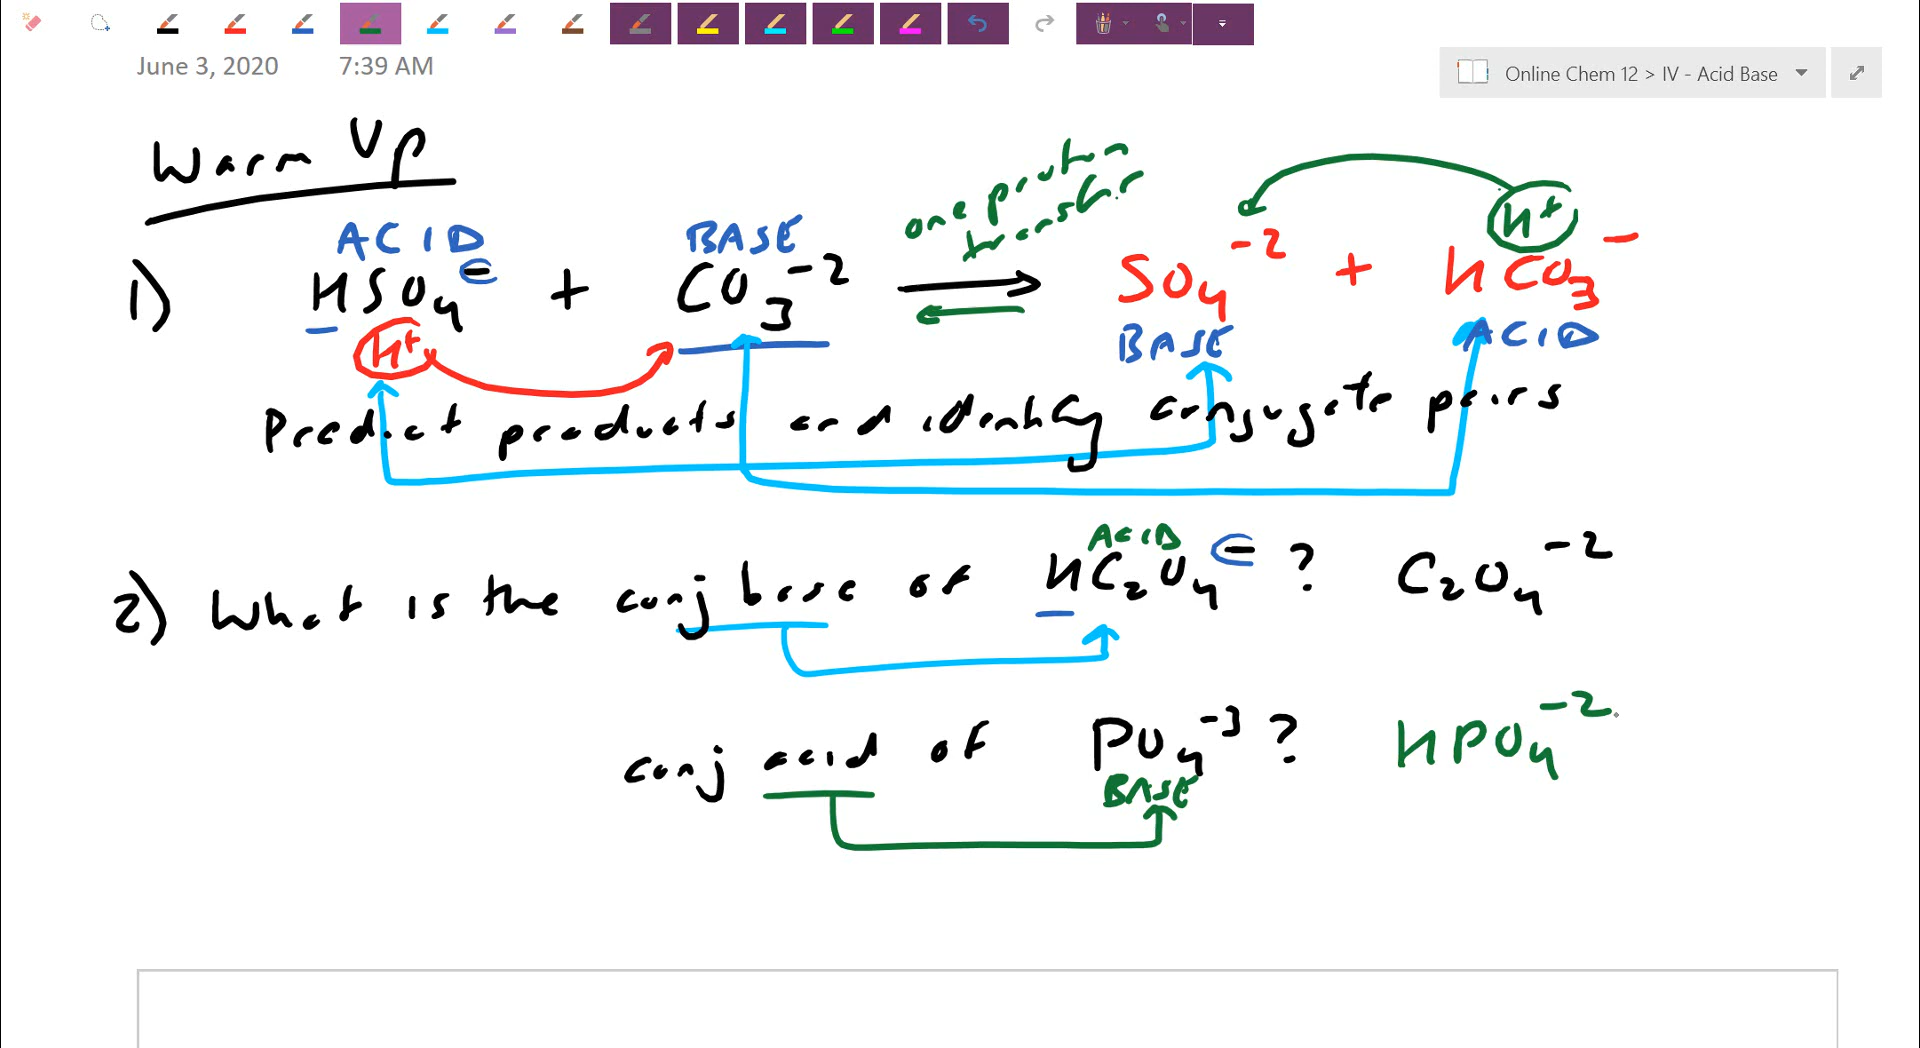 June 3, 2020 7:39 AM
Online Chem 12 > IV - Acid Base
Warm Up
one proton
transfer
H⁺
ACID BASE
1) HSO₄⁻ + CO₃⁻² → SO₄⁻² + HCO₃⁻
H⁺ BASE ACID
Predict products and identify conjugate pairs
ACID
2) What is the conj base of HC₂O₄⁻ ? C₂O₄⁻²
conj acid of PO₄⁻³ ? HPO₄⁻²
BASE